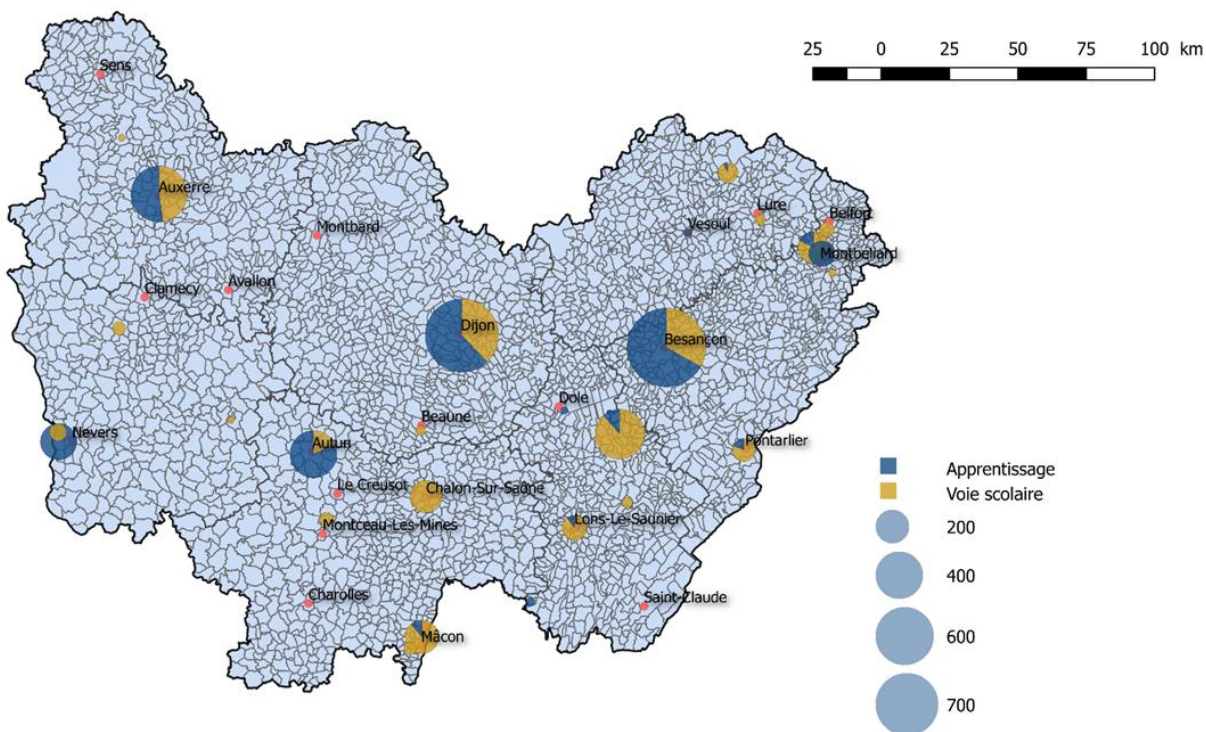 25 0 25 50 75 100 km
Sens
Auxerre
Lure
Belfort
Vesoul
Montbard
Montbéliard
Avallon
Clamecy
Dijon
Besançon
Dole
Beaune
Nevers
Autun
Pontarlier
Le Creusot
Chalon-Sur-Saône
Lons-Le-Saunier
Montceau-Les-Mines
Charolles
Saint-Claude
Mâcon
Apprentissage
Voie scolaire
200
400
600
700